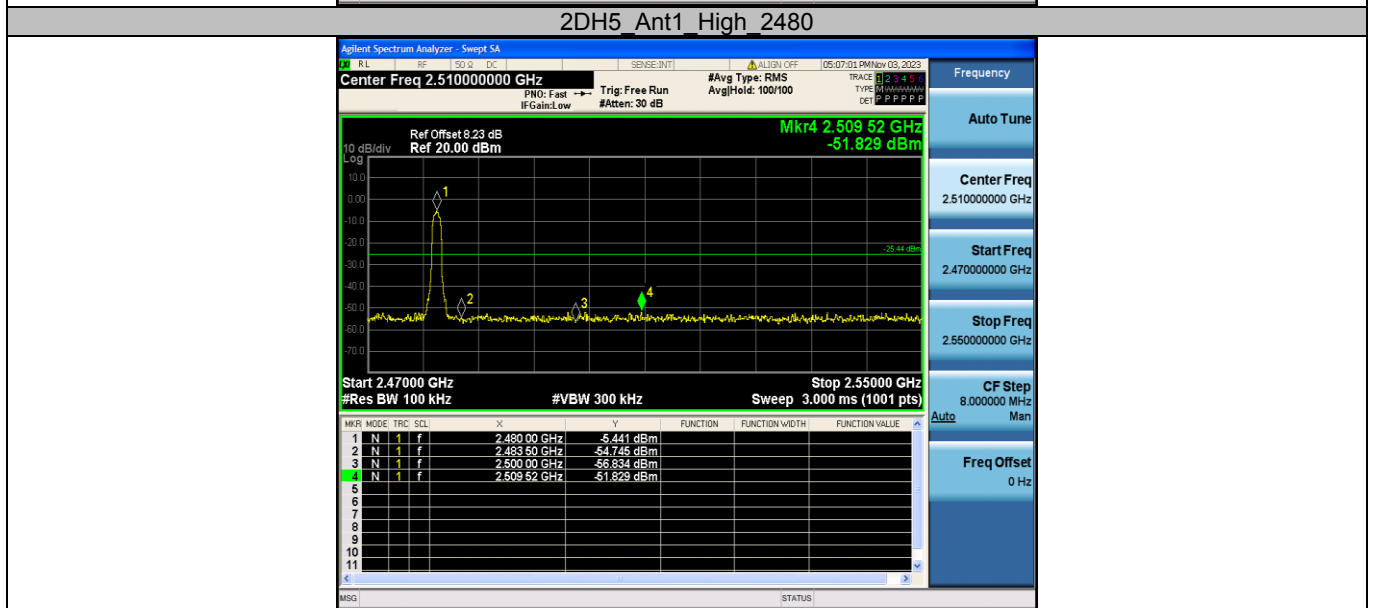 2DH5_Ant1_High_2480
Agilent Spectrum Analyzer - Swept SA
RL RF 50 Ω DC SENSE:INT ALIGN OFF 05:07:01 PM Nov 03, 2023
Center Freq 2.510000000 GHz
PNO: Fast
IFGain:Low
Trig: Free Run
#Atten: 30 dB
#Avg Type: RMS
Avg|Hold: 100/100
TRACE 1 2 3 4 5 6
TYPE MWWWWW
DET P P P P P P
Frequency
Mkr4 2.509 52 GHz
-51.829 dBm
Ref Offset 8.23 dB
10 dB/div Ref 20.00 dBm
Log
10.0
0.00
-10.0
-20.0
-30.0
-40.0
-50.0
-60.0
-70.0
1
2
3
4
-25.44 dBm
Start 2.47000 GHz
Stop 2.55000 GHz
#Res BW 100 kHz
#VBW 300 kHz
Sweep 3.000 ms (1001 pts)
MKR MODE TRC SCL X Y FUNCTION FUNCTION WIDTH FUNCTION VALUE
1 N 1 f 2.480 00 GHz -5.441 dBm
2 N 1 f 2.483 50 GHz -54.745 dBm
3 N 1 f 2.500 00 GHz -56.834 dBm
4 N 1 f 2.509 52 GHz -51.829 dBm
5
6
7
8
9
10
11
MSG
STATUS
Auto Tune
Center Freq
2.510000000 GHz
Start Freq
2.470000000 GHz
Stop Freq
2.550000000 GHz
CF Step
8.000000 MHz
Auto Man
Freq Offset
0 Hz